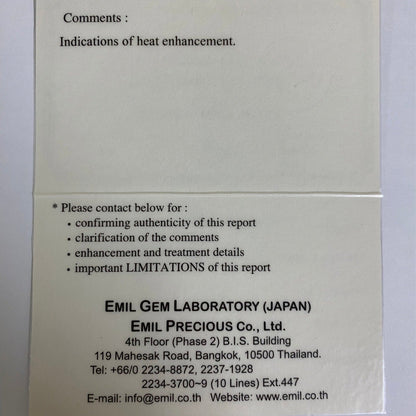 Comments :
Indications of heat enhancement.
* Please contact below for :
• confirming authenticity of this report
• clarification of the comments
• enhancement and treatment details
• important LIMITATIONS of this report
EMIL GEM LABORATORY (JAPAN)
EMIL PRECIOUS Co., Ltd.
4th Floor (Phase 2) B.I.S. Building
119 Mahesak Road, Bangkok, 10500 Thailand.
Tel: +66/0 2234-8872, 2237-1928
2234-3700~9 (10 Lines) Ext.447
E-mail: info@emil.co.th Website: www.emil.co.th